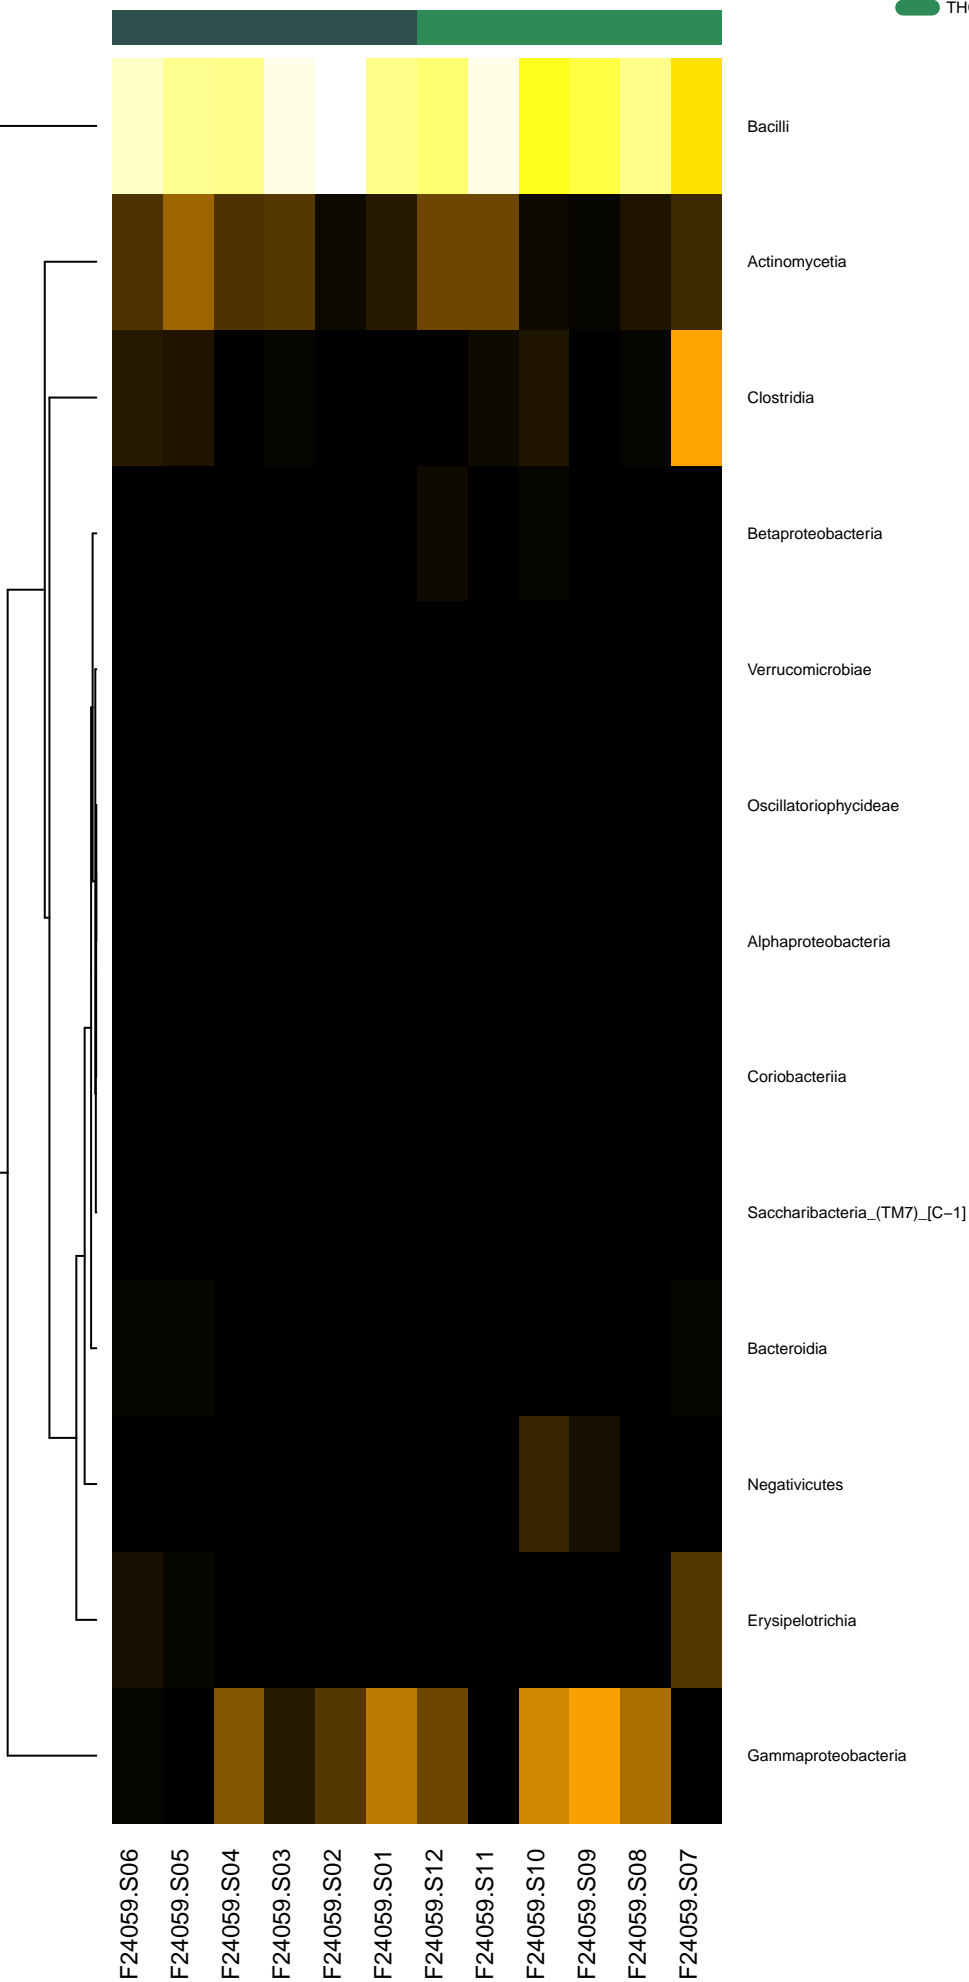 Bacilli
Actinomycetia
Clostridia
Betaproteobacteria
Verrucomicrobiae
Oscillatoriophycideae
Alphaproteobacteria
Coriobacteriia
Saccharibacteria_(TM7)_[C−1]
Bacteroidia
Negativicutes
Erysipelotrichia
Gammaproteobacteria
F24059.S06
F24059.S05
F24059.S04
F24059.S03
F24059.S02
F24059.S01
F24059.S12
F24059.S11
F24059.S10
F24059.S09
F24059.S08
F24059.S07